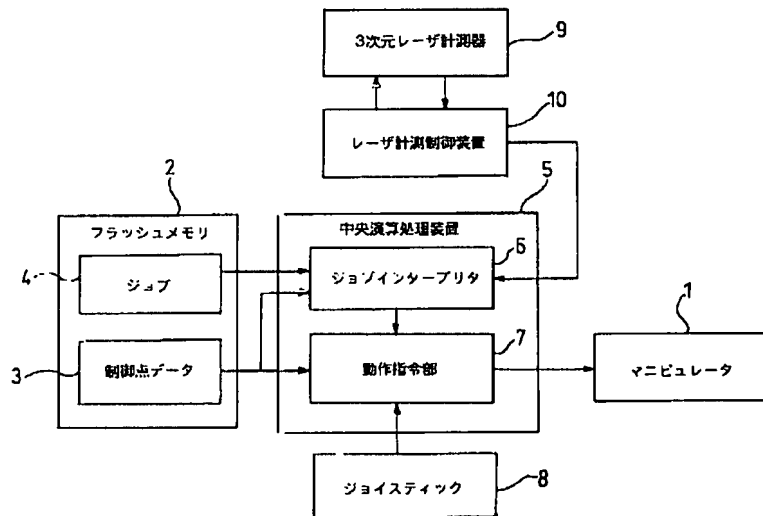 3次元レーザ計測器
9
10
レーザ計測制御装置
2
5
フラッシュメモリ
中央演算処理装置
6
4
ジョブ
ジョブインタープリタ
1
7
3
制御点データ
動作指令部
マニピュレータ
ジョイスティック
8